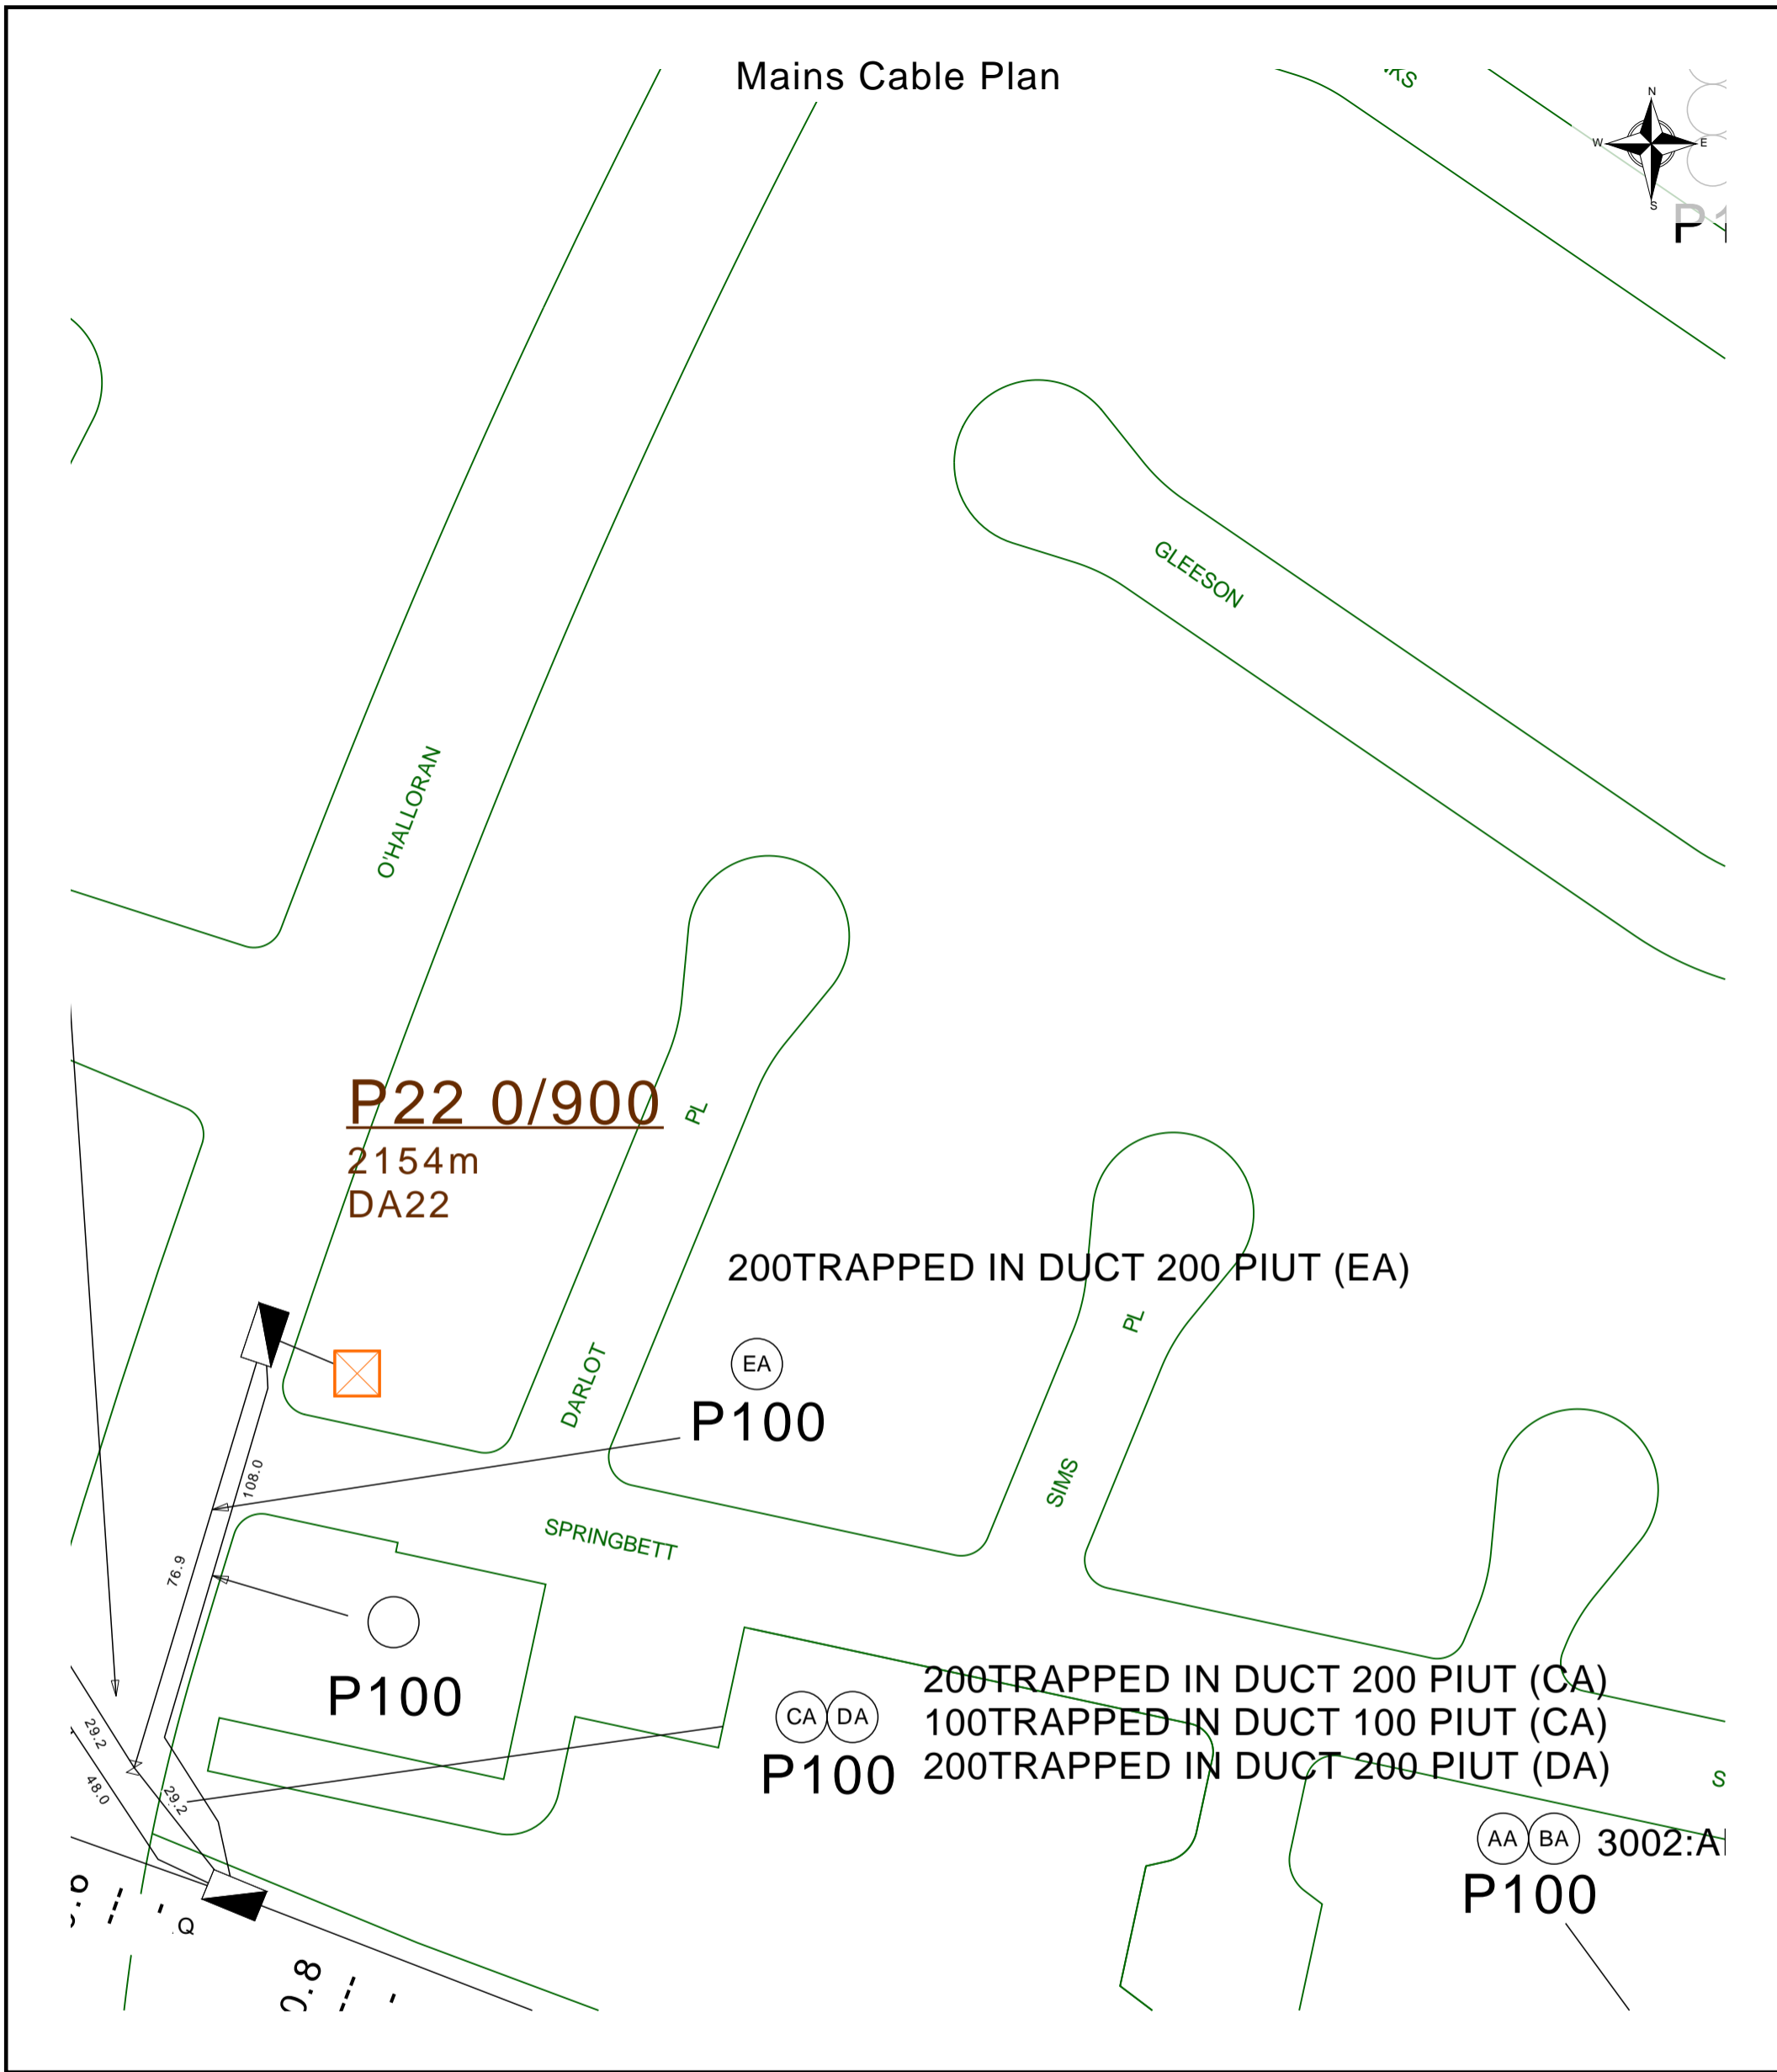 Mains Cable Plan
N
W
E
S
GLEESON
O'HALLORAN
P22 0/900
2154m
DA22
PL
200TRAPPED IN DUCT 200 PIUT (EA)
PL
EA
P100
DARLOT
SIMS
108.0
SPRINGBETT
76.9
P100
CA DA
P100
200TRAPPED IN DUCT 200 PIUT (CA)
100TRAPPED IN DUCT 100 PIUT (CA)
200TRAPPED IN DUCT 200 PIUT (DA)
29.2
48.0
29.2
S
AA BA
3002:A
P100
Q
0.8